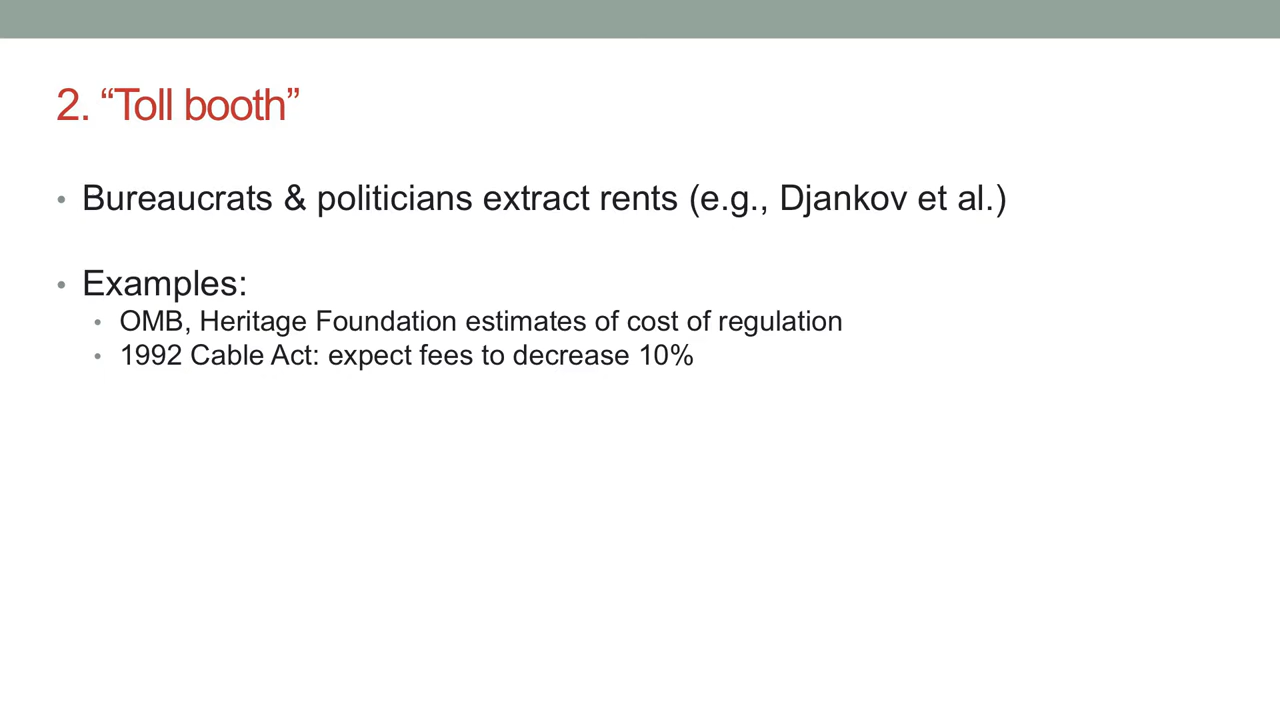 2. “Toll booth”
• Bureaucrats & politicians extract rents (e.g., Djankov et al.)
• Examples:
• OMB, Heritage Foundation estimates of cost of regulation
• 1992 Cable Act: expect fees to decrease 10%